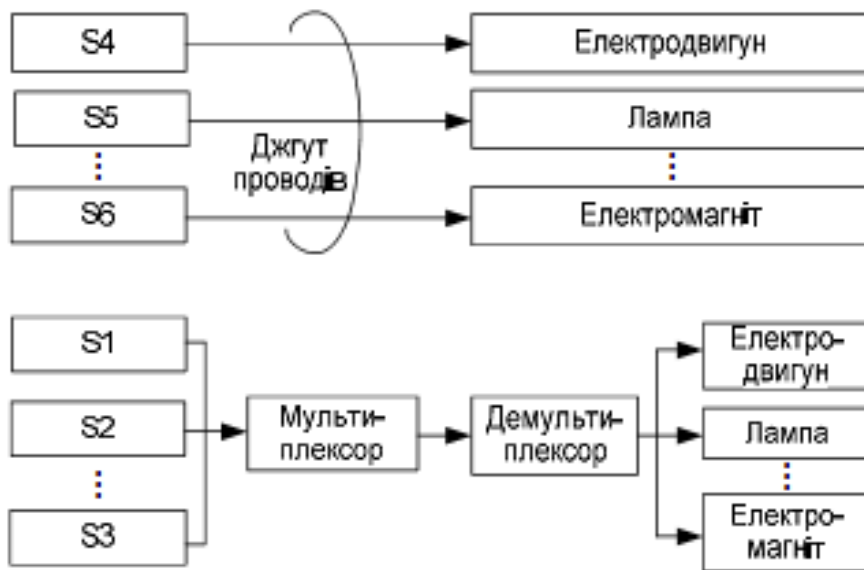 S4
Електродвигун
S5
Лампа
Джгут
проводів
S6
Електромагніт
S1
Електро-
двигун
S2
Мульти-
плексор
Демульти-
плексор
Лампа
S3
Електро-
магніт